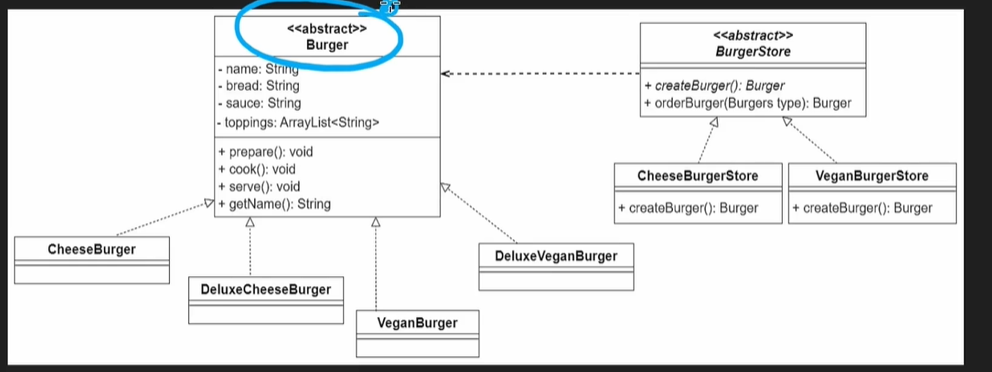 <<abstract>>
Burger
- name: String
- bread: String
- sauce: String
- toppings: ArrayList<String>
+ prepare(): void
+ cook(): void
+ serve(): void
+ getName(): String
<<abstract>>
BurgerStore
+ createBurger(): Burger
+ orderBurger(Burgers type): Burger
CheeseBurgerStore
+ createBurger(): Burger
VeganBurgerStore
+ createBurger(): Burger
CheeseBurger
DeluxeCheeseBurger
VeganBurger
DeluxeVeganBurger